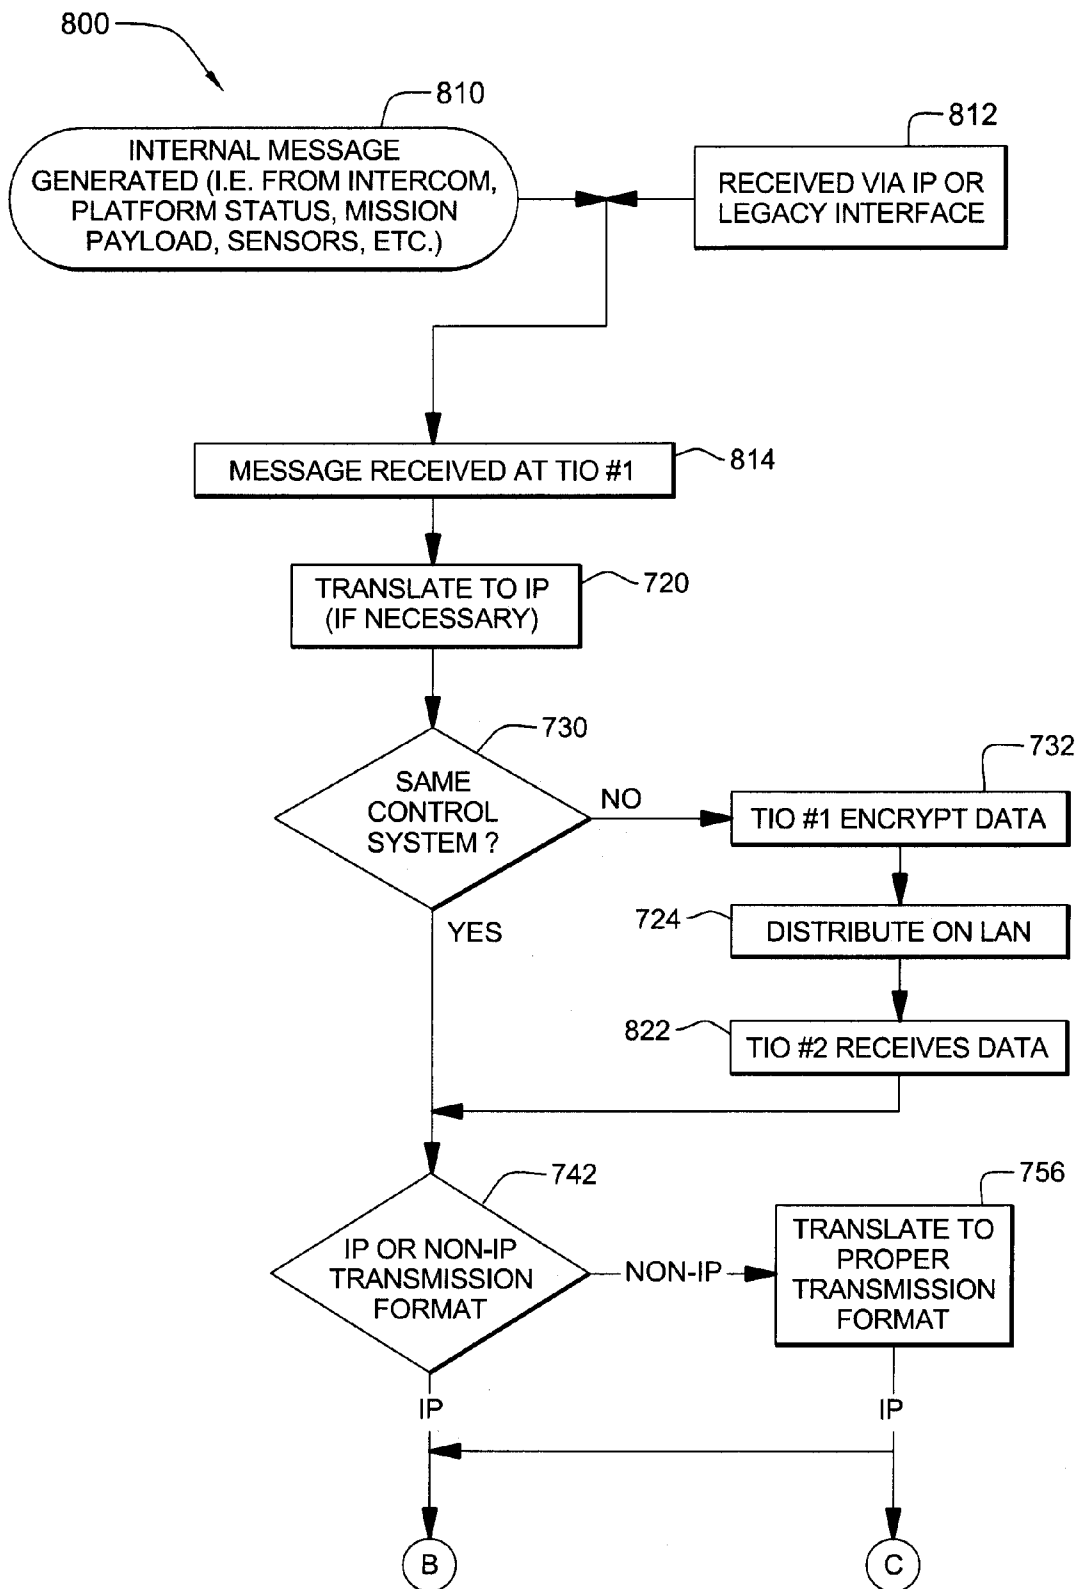 800
810
INTERNAL MESSAGE
GENERATED (I.E. FROM INTERCOM,
PLATFORM STATUS, MISSION
PAYLOAD, SENSORS, ETC.)
812
RECEIVED VIA IP OR
LEGACY INTERFACE
MESSAGE RECEIVED AT TIO #1
814
TRANSLATE TO IP
(IF NECESSARY)
720
730
SAME
CONTROL
SYSTEM ?
NO
YES
732
TIO #1 ENCRYPT DATA
724
DISTRIBUTE ON LAN
822
TIO #2 RECEIVES DATA
742
IP OR NON-IP
TRANSMISSION
FORMAT
NON-IP
756
TRANSLATE TO
PROPER
TRANSMISSION
FORMAT
IP
IP
B
C